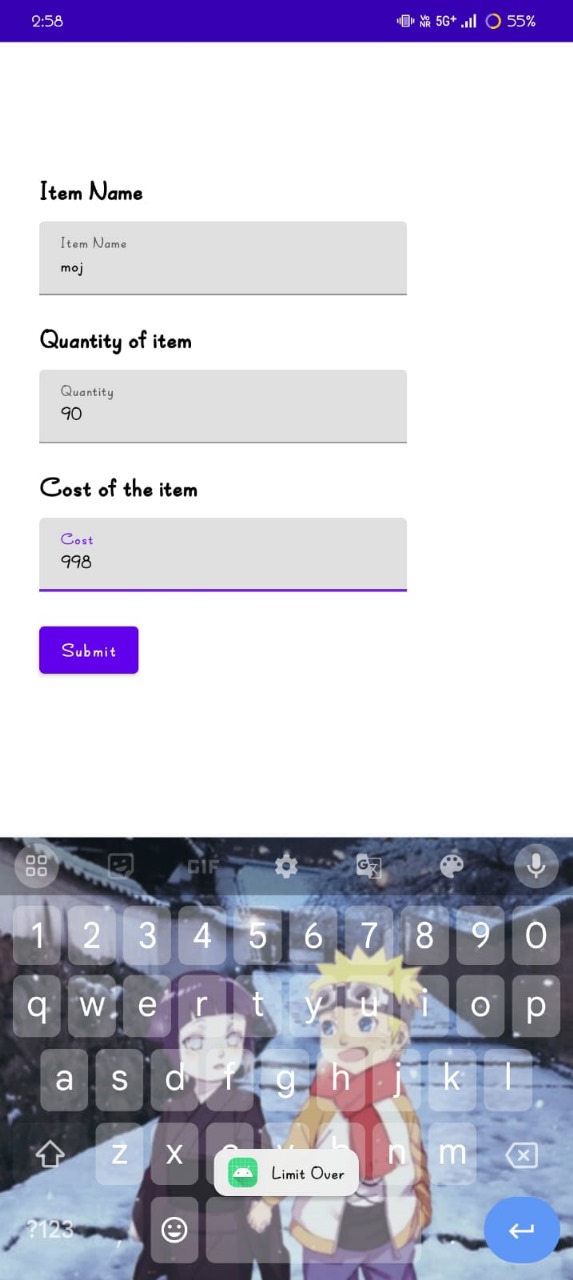 2:58 Vo NR 5G+ 55%
Item Name
Item Name
moj
Quantity of item
Quantity
90
Cost of the item
Cost
998
Submit
GIF G
1 2 3 4 5 6 7 8 9 0
q w e r t y u i o p
a s d f g h j k l
z x c v b n m
Limit Over
?123 , .